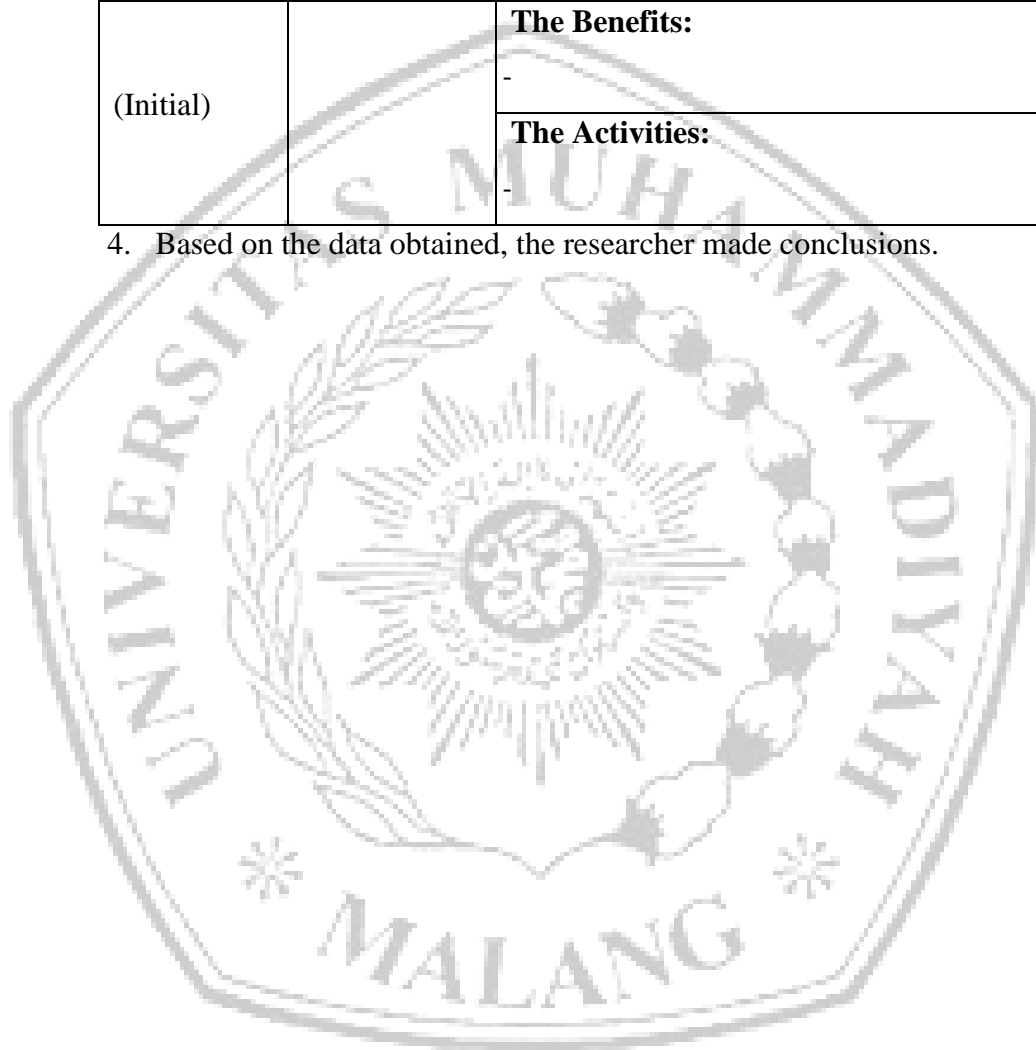 The Benefits:
-
(Initial)
The Activities:
-
4. Based on the data obtained, the researcher made conclusions.
UNIVERSITAS MUHAMMADIYAH
MALANG